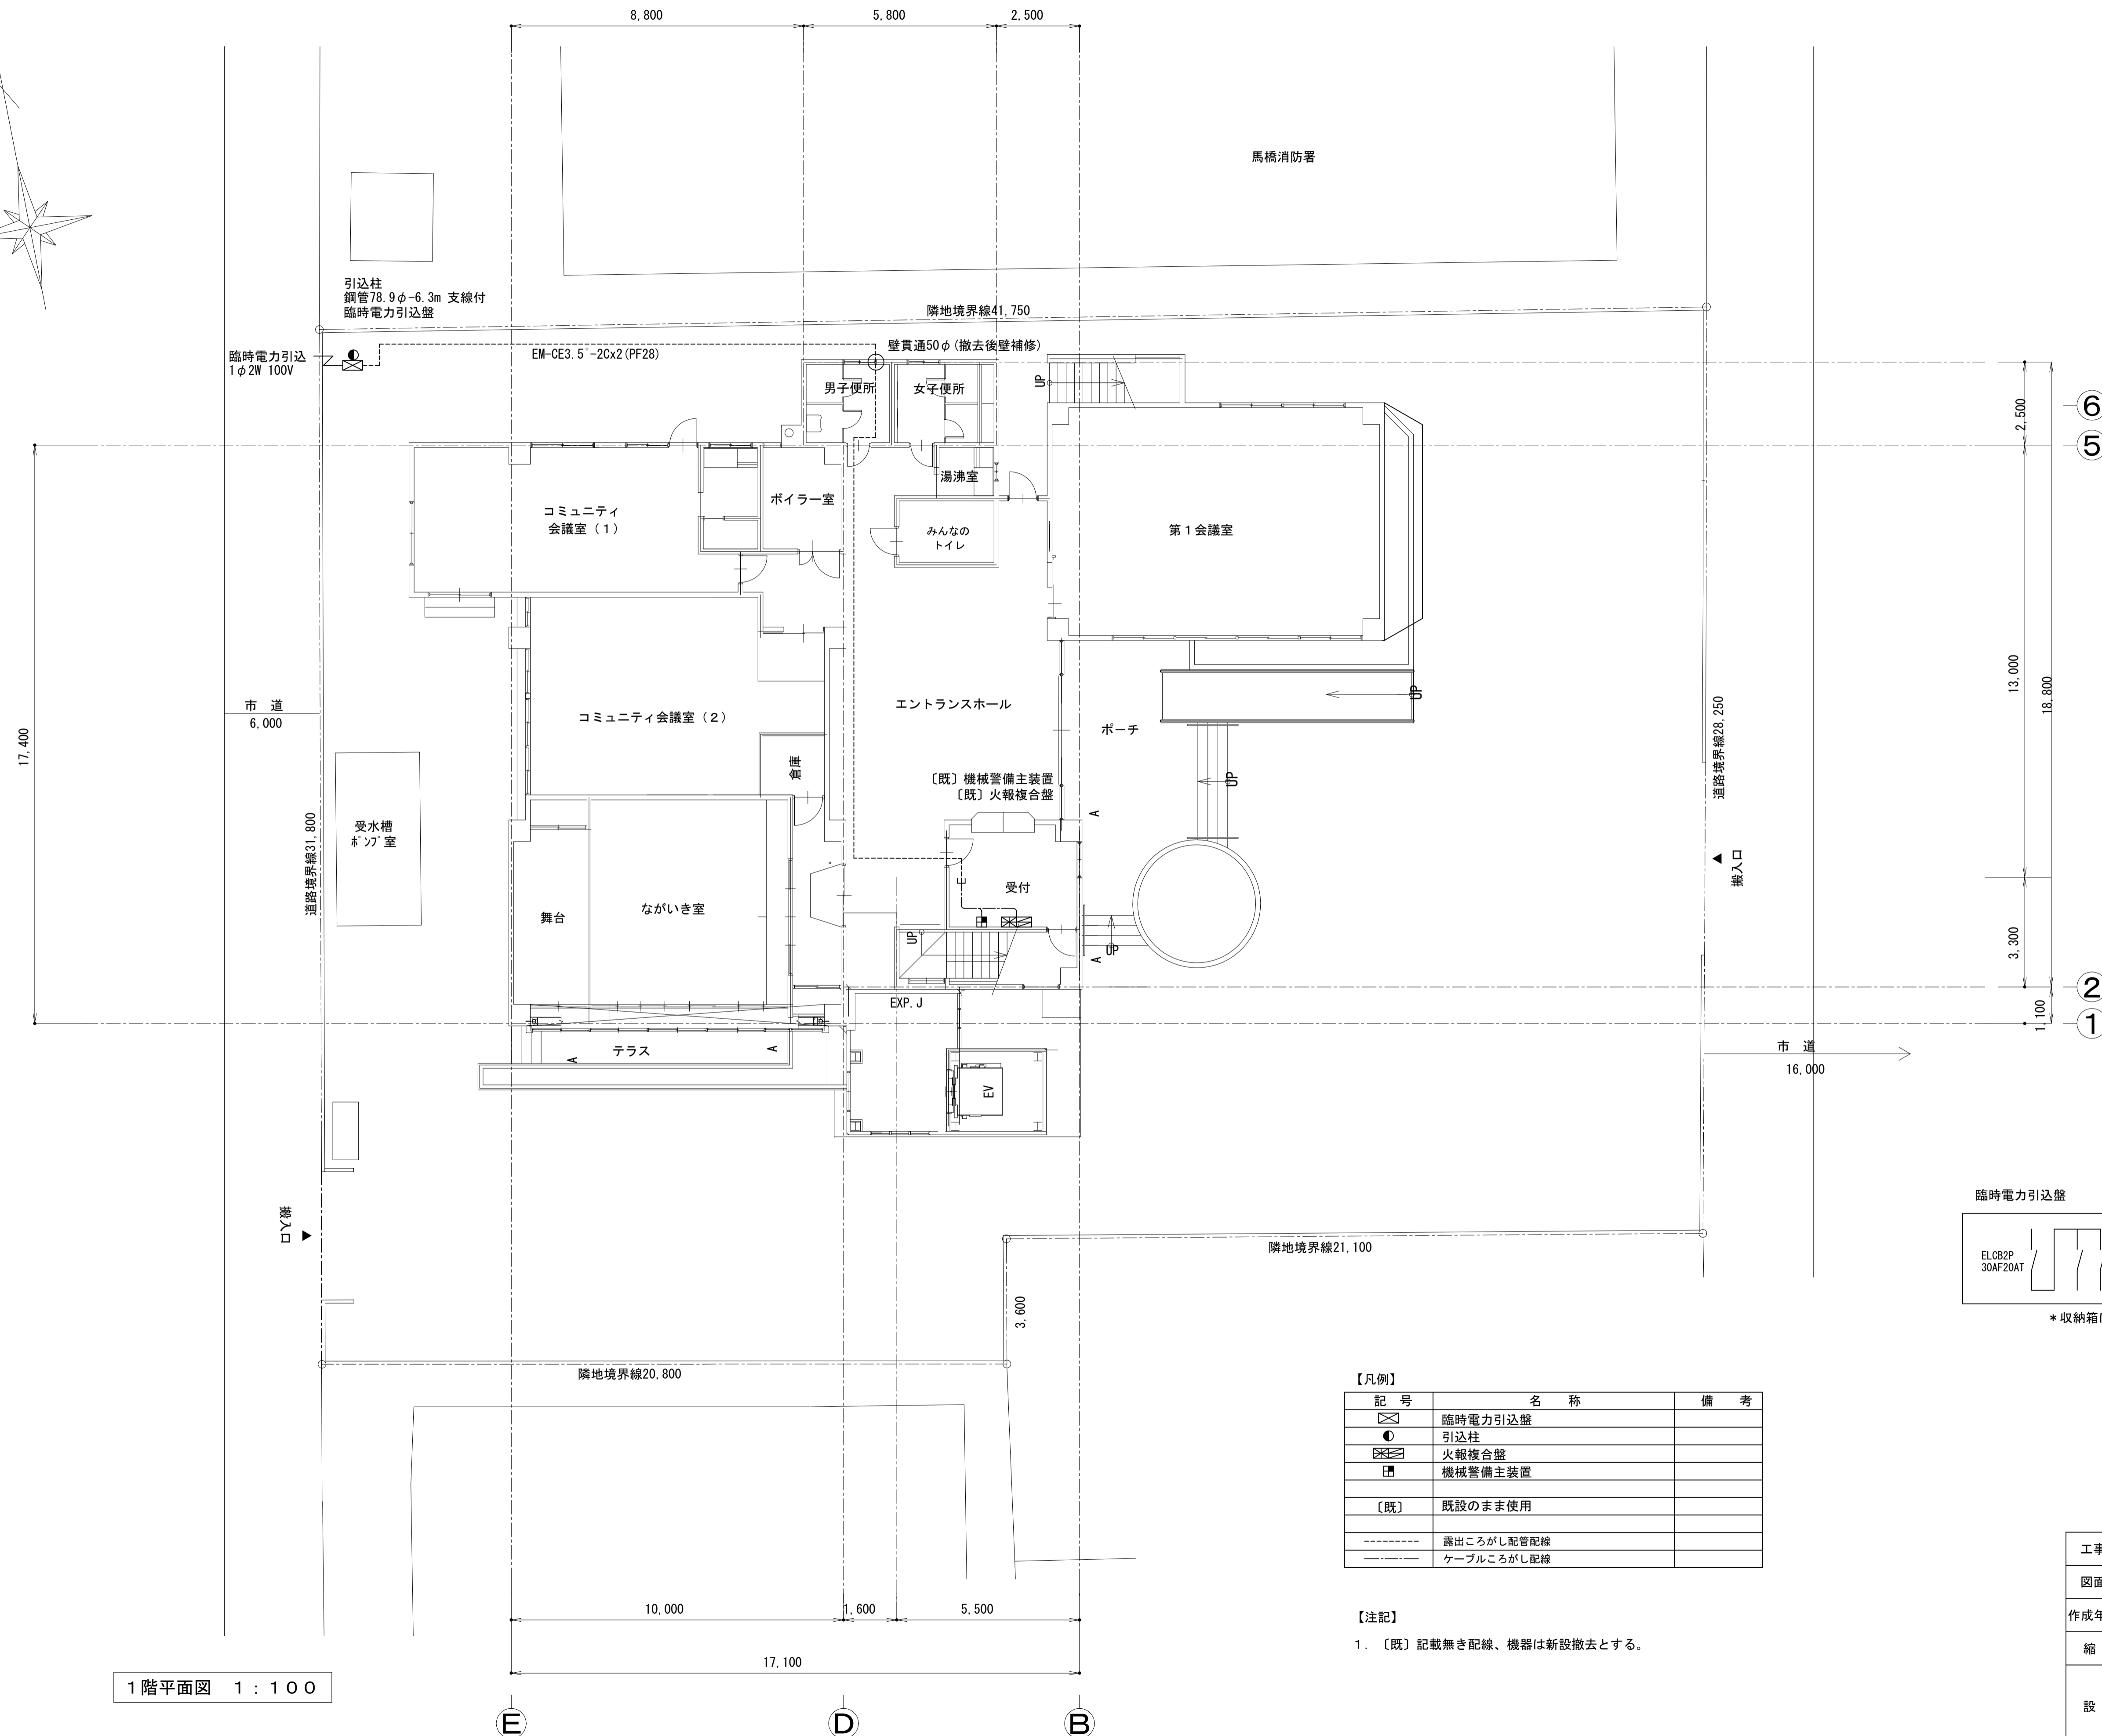 8,800
5,800
2,500
馬橋消防署
引込柱
鋼管78.9φ-6.3m 支線付
臨時電力引込盤
隣地境界線41,750
臨時電力引込
1φ2W 100V
EM-CE3.5°-2Cx2(PF28)
壁貫通50φ(撤去後壁補修)
男子便所
女子便所
UP
2,500
⑥
⑤
湯沸室
ボイラー室
コミュニティ
会議室（1）
みんなの
トイレ
第1会議室
13,000
18,800
17,400
市 道
6,000
エントランスホール
コミュニティ会議室（2）
ポーチ
UP
UP
道路境界線28,250
倉庫
〔既〕機械警備主装置
〔既〕火報複合盤
A
受水槽
ポンプ室
道路境界線31,800
搬入口
E
受付
舞台
ながいき室
UP
UP
A
3,300
②
EXP.J
1,100
①
テラス
A
A
市 道
16,000
EV
臨時電力引込盤
搬入口
隣地境界線21,100
ELCB2P
30AF20AT
3,600
*収納箱
隣地境界線20,800
【凡例】
記 号 名 称 備 考
臨時電力引込盤
引込柱
火報複合盤
機械警備主装置
〔既〕 既設のまま使用
露出ころがし配管配線
ケーブルころがし配線
工事
図面
作成年
縮
設
10,000
1,600
5,500
【注記】
1. 〔既〕記載無き配線、機器は新設撤去とする。
17,100
1階平面図 1:100
Ⓔ
Ⓓ
Ⓑ